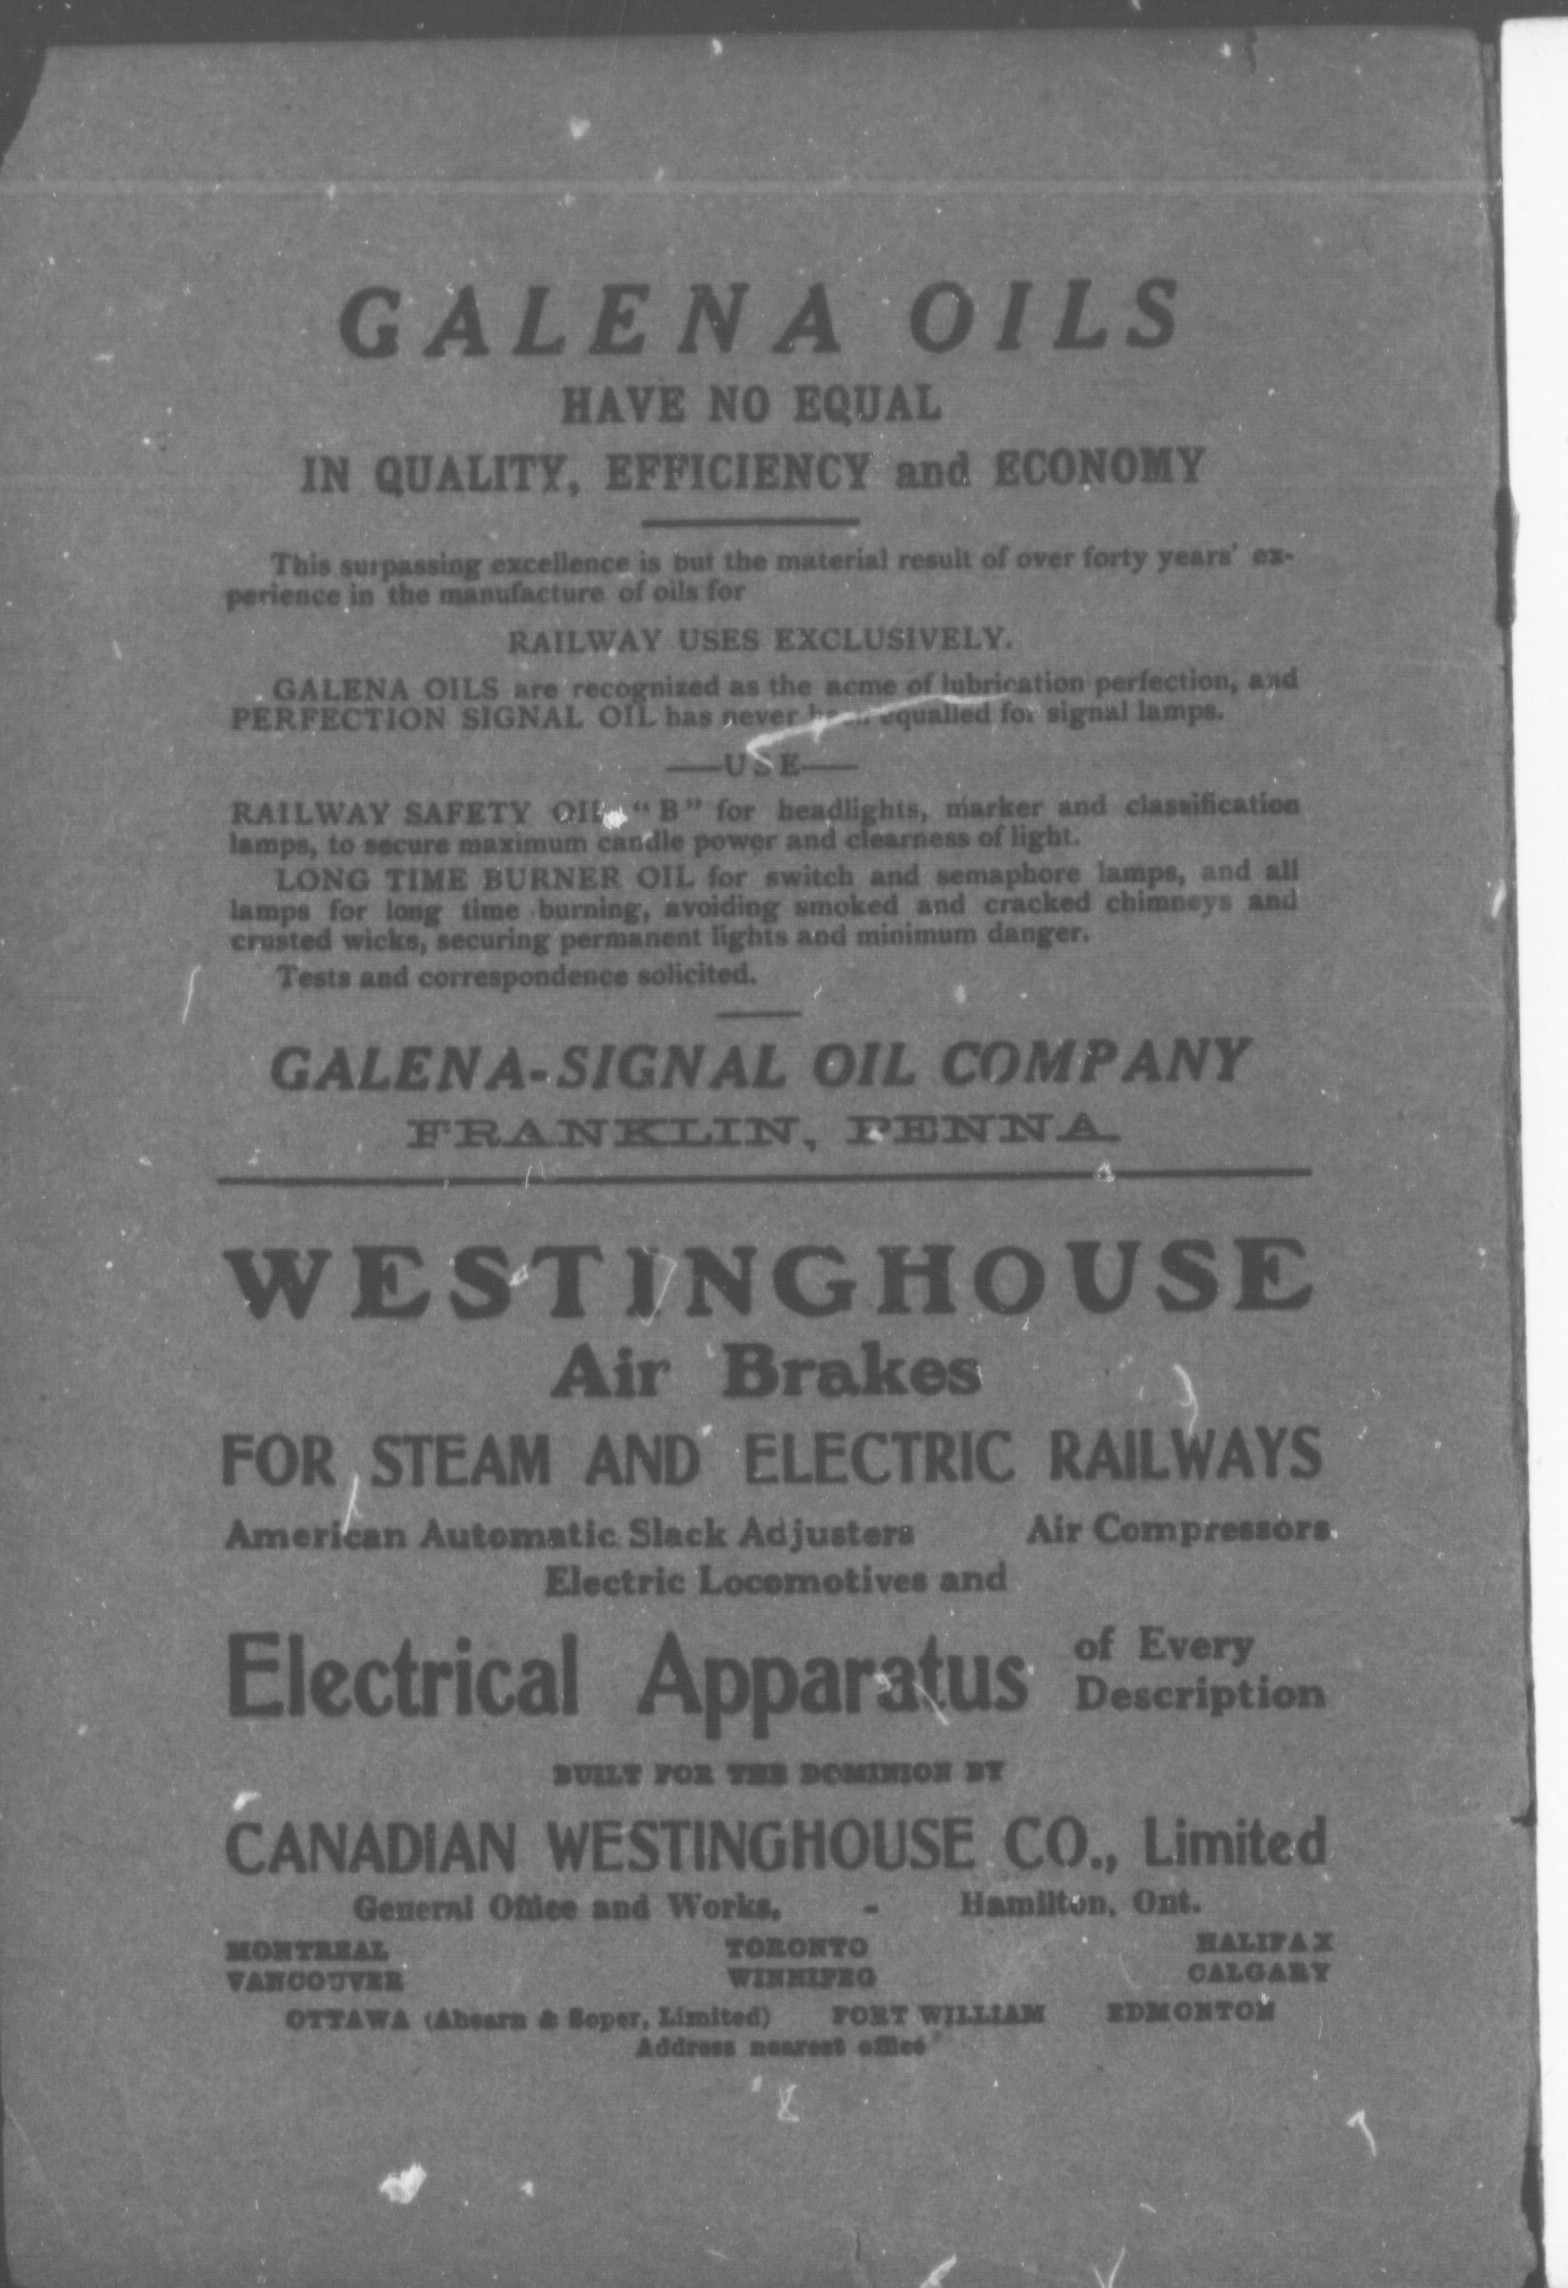 GALENA OILS
HAVE NO EQUAL
IN QUALITY, EFFICIENCY and ECONOMY
This surpassing excellence is but the material result of over forty years' ex-
perience in the manufacture of oils for
RAILWAY USES EXCLUSIVELY.
GALENA OILS are recognized as the acme of lubrication perfection, and
PERFECTION SIGNAL OIL has never been equalled for signal lamps.
—USE—
RAILWAY SAFETY OIL "B" for headlights, marker and classification
lamps, to secure maximum candle power and clearness of light.
LONG TIME BURNER OIL for switch and semaphore lamps, and all
lamps for long time burning, avoiding smoked and cracked chimneys and
crusted wicks, securing permanent lights and minimum danger.
Tests and correspondence solicited.
GALENA-SIGNAL OIL COMPANY
FRANKLIN, PENNA
WESTINGHOUSE
Air Brakes
FOR STEAM AND ELECTRIC RAILWAYS
American Automatic Slack Adjusters Air Compressors
Electric Locomotives and
Electrical Apparatus of Every
Description
BUILT FOR THE DOMINION BY
CANADIAN WESTINGHOUSE CO., Limited
General Office and Works, - Hamilton, Ont.
MONTREAL TORONTO HALIFAX
VANCOUVER WINNIPEG CALGARY
OTTAWA (Ahearn & Soper, Limited) FORT WILLIAM EDMONTON
Address nearest office